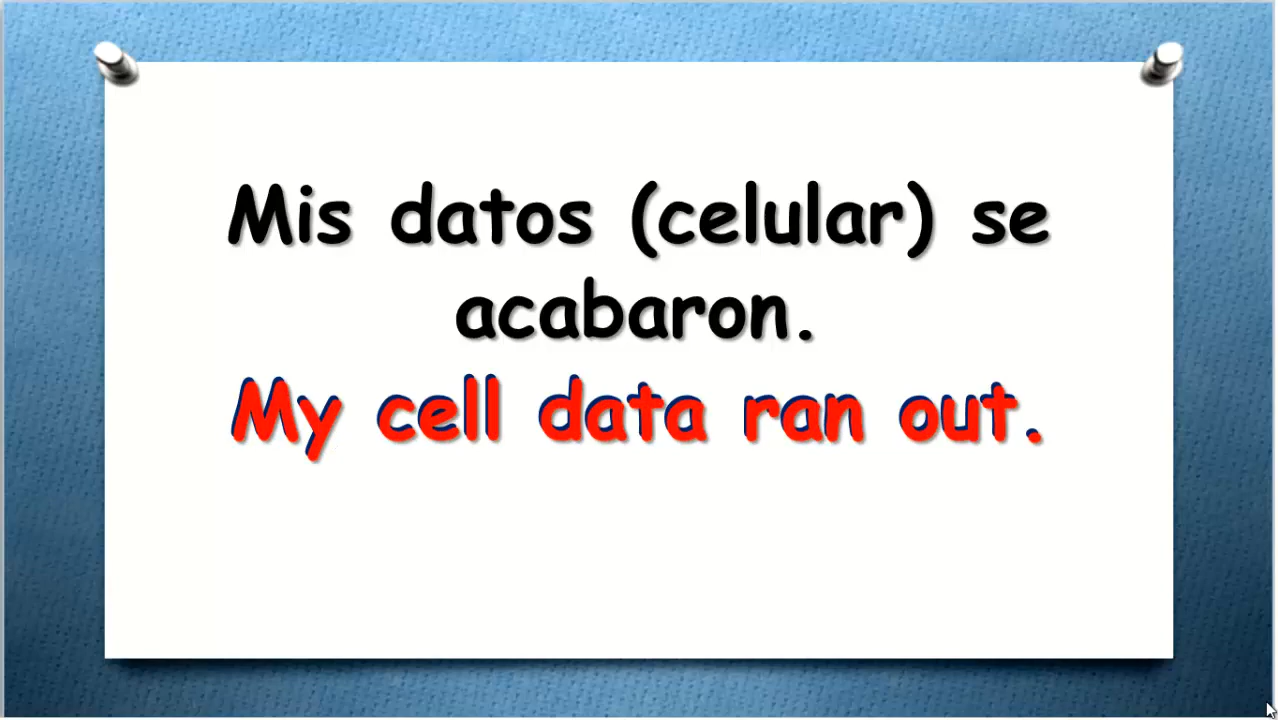 Mis datos (celular) se
acabaron.
My cell data ran out.